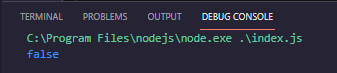 TERMINAL PROBLEMS OUTPUT DEBUG CONSOLE
C:\Program Files\nodejs\node.exe .\index.js
false